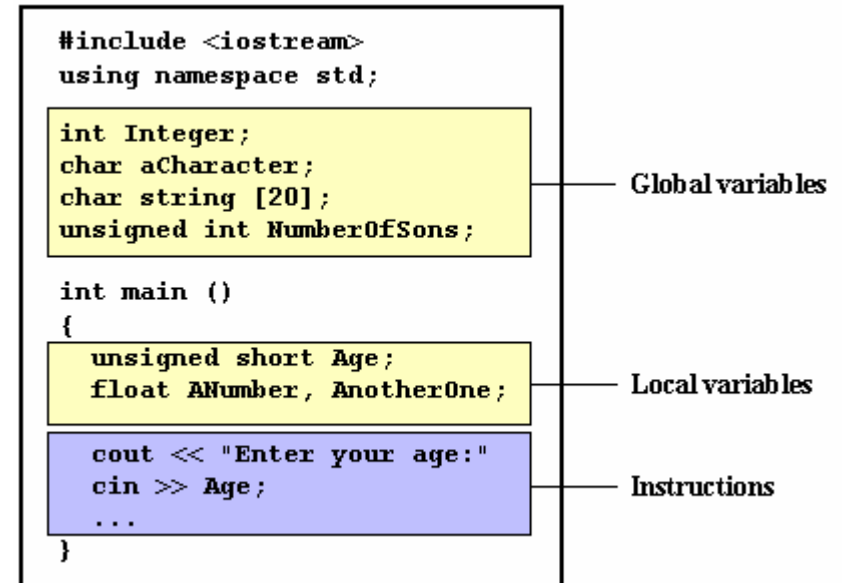 #include <iostream>
using namespace std;
int Integer;
char aCharacter;
char string [20];
unsigned int NumberOfSons;
Global variables
int main ()
{
unsigned short Age;
float ANumber, AnotherOne;
Local variables
cout << "Enter your age:"
cin >> Age;
...
Instructions
}